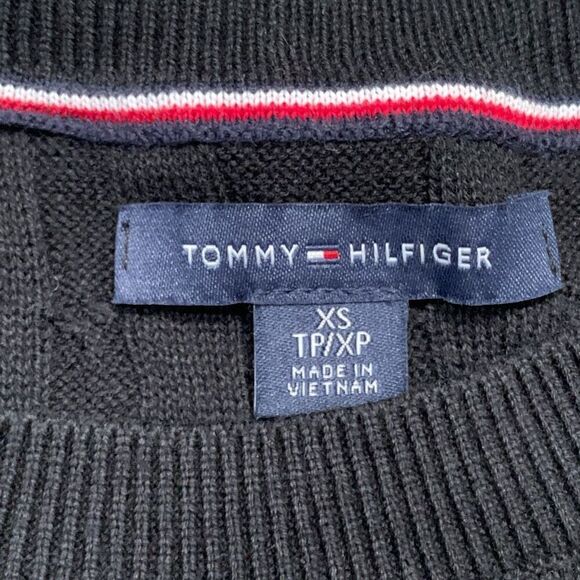 TOMMY HILFIGER
XS
TP/XP
MADE IN
VIETNAM